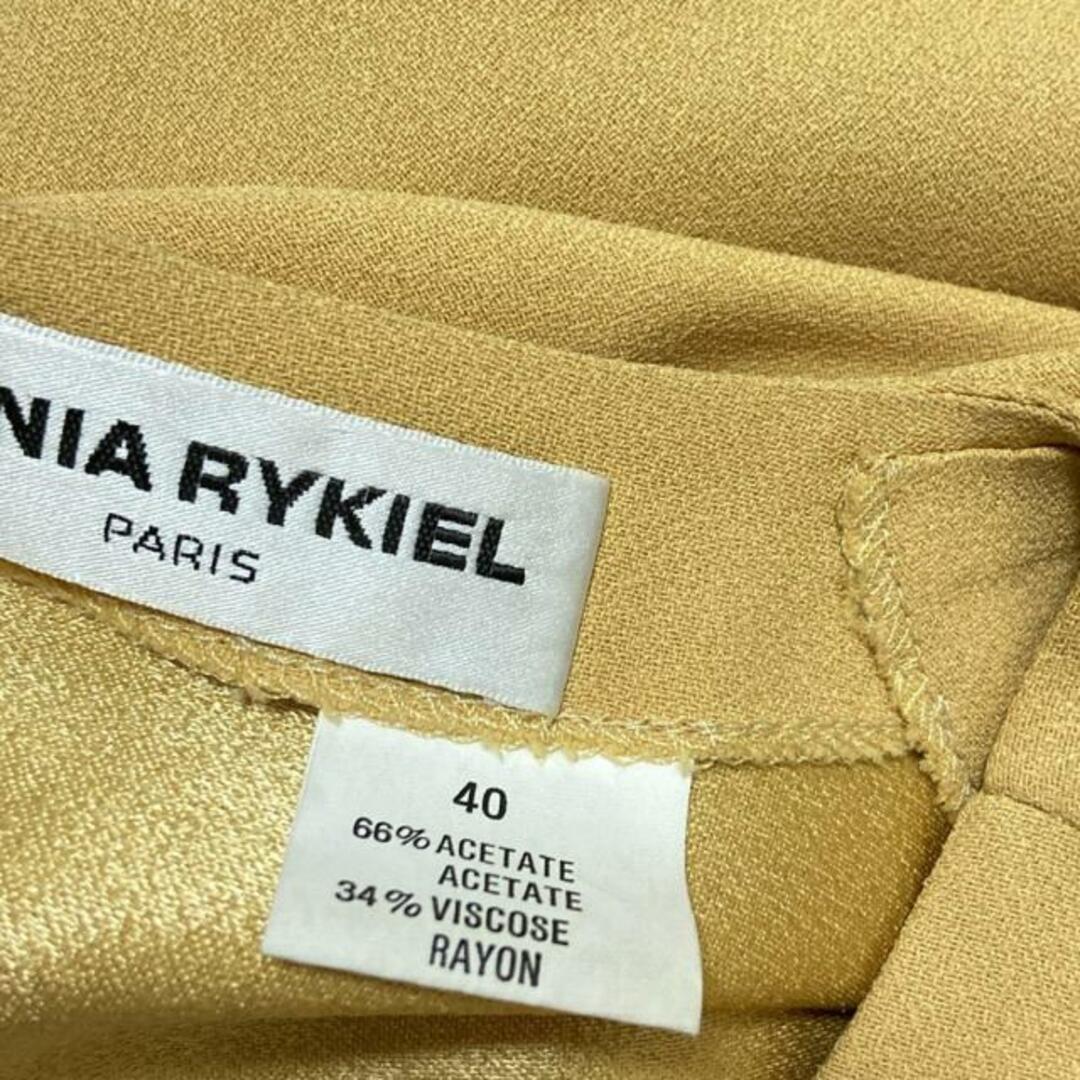 NIA RYKIEL
PARIS
40
66% ACETATE
ACETATE
34% VISCOSE
RAYON